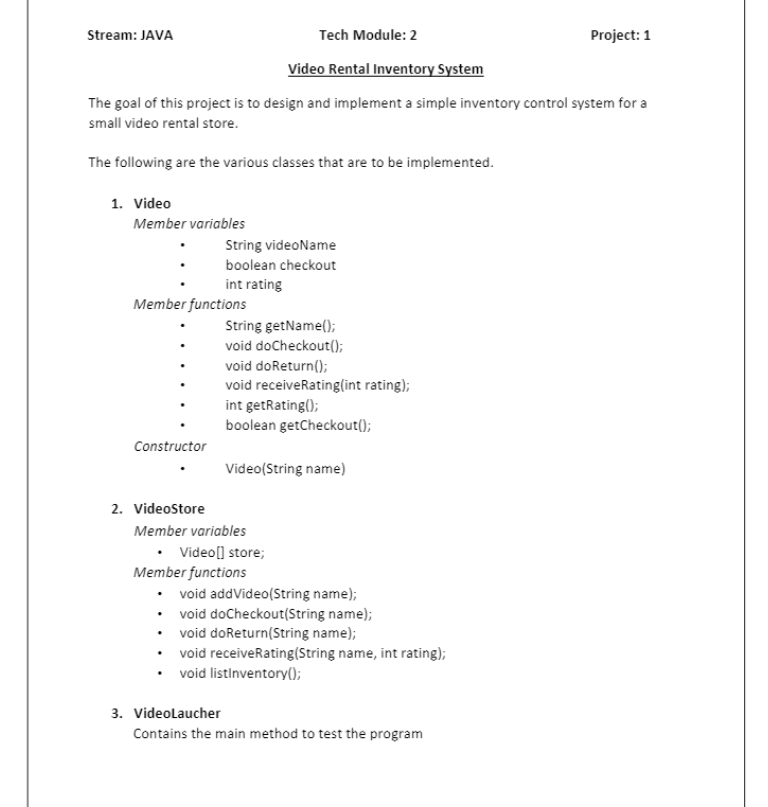 Stream: JAVA Tech Module: 2 Project: 1
Video Rental Inventory System
The goal of this project is to design and implement a simple inventory control system for a
small video rental store.
The following are the various classes that are to be implemented.
1. Video
Member variables
• String videoName
• boolean checkout
• int rating
Member functions
• String getName();
• void doCheckout();
• void doReturn();
• void receiveRating(int rating);
• int getRating();
• boolean getCheckout();
Constructor
• Video(String name)
2. VideoStore
Member variables
• Video[] store;
Member functions
• void addVideo(String name);
• void doCheckout(String name);
• void doReturn(String name);
• void receiveRating(String name, int rating);
• void listInventory();
3. VideoLaucher
Contains the main method to test the program